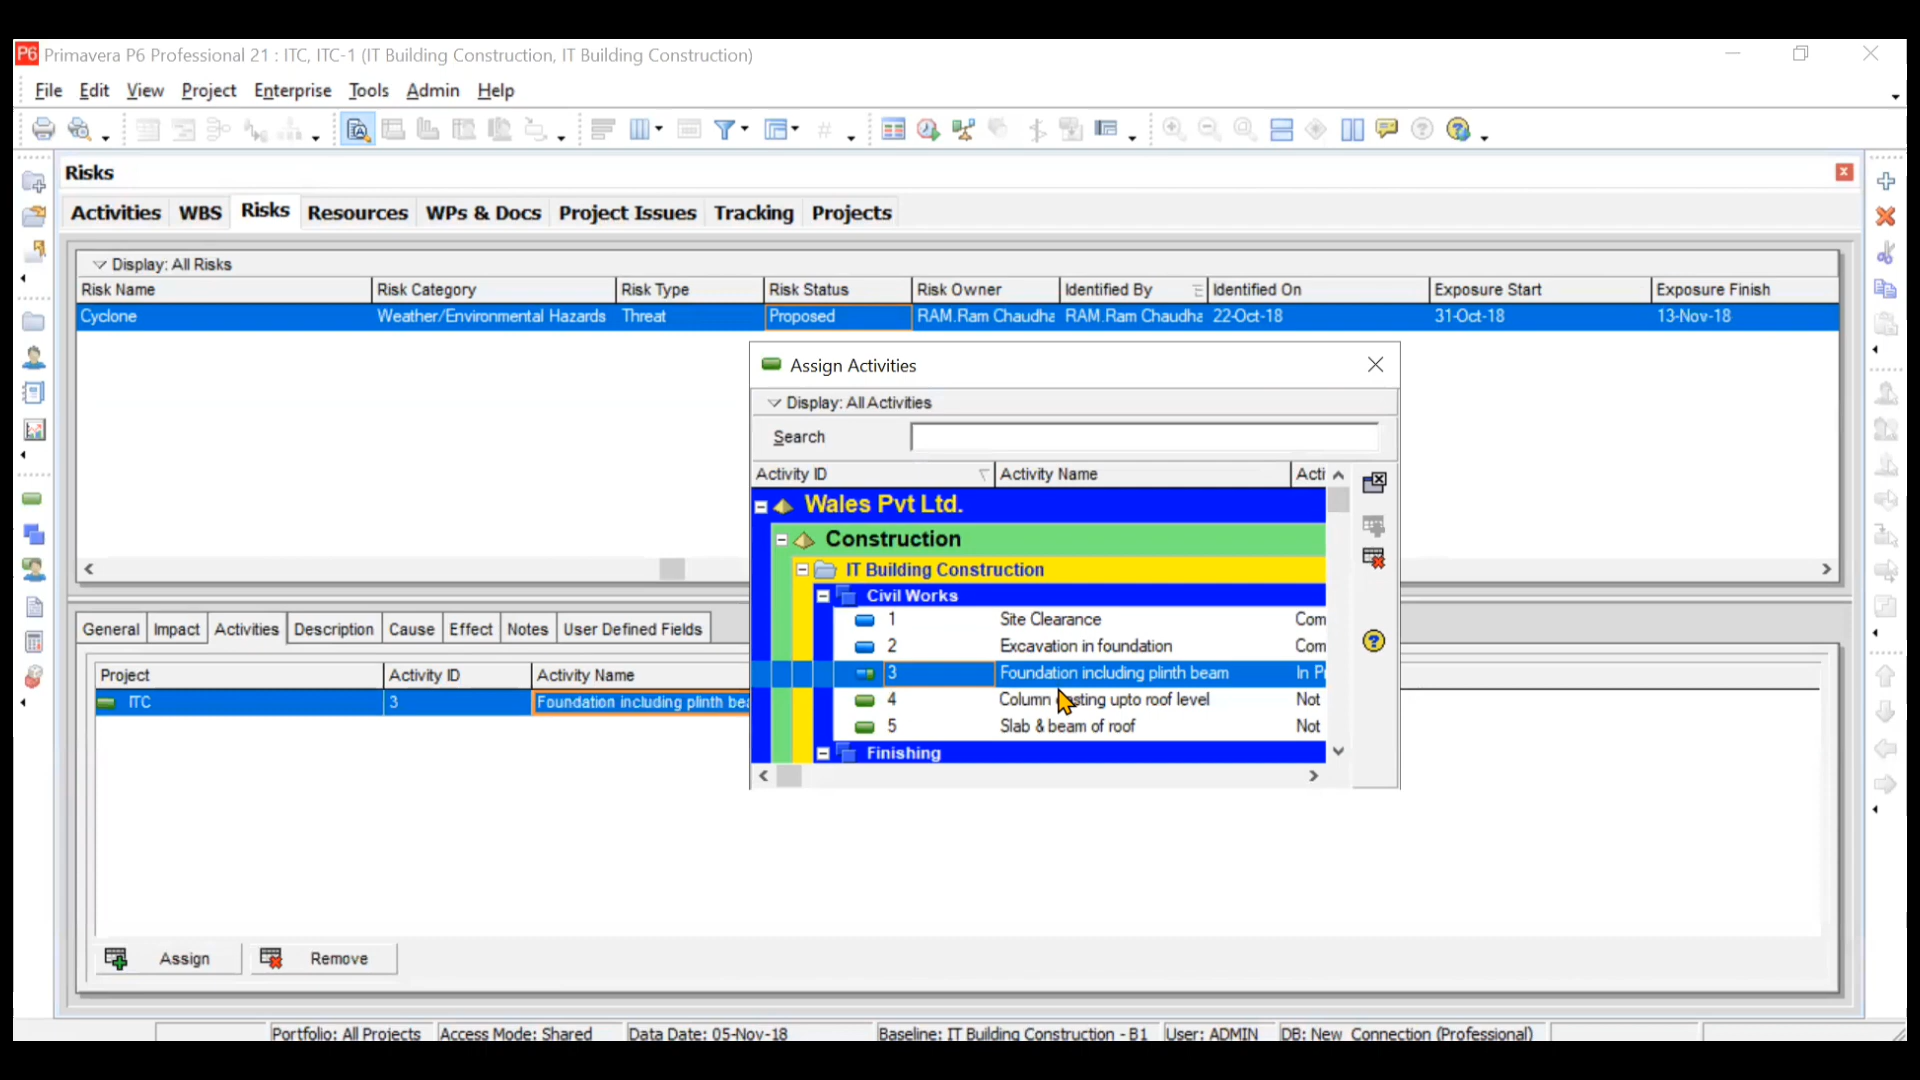 P6 Primavera P6 Professional 21 : ITC, ITC-1 (IT Building Construction, IT Building Construction)
File Edit View Project Enterprise Tools Admin Help
Risks
Activities WBS Risks Resources WPs & Docs Project Issues Tracking Projects
Display: All Risks
Risk Name Risk Category Risk Type Risk Status Risk Owner Identified By Identified On Exposure Start Exposure Finish
Cyclone Weather/Environmental Hazards Threat Proposed RAM.Ram Chaudha RAM.Ram Chaudha 22-Oct-18 31-Oct-18 13-Nov-18
Assign Activities
Display: All Activities
Search
Activity ID Activity Name Acti
Wales Pvt Ltd.
Construction
IT Building Construction
Civil Works
1 Site Clearance Com
2 Excavation in foundation Com
3 Foundation including plinth beam In Pr
4 Column casting upto roof level Not
5 Slab & beam of roof Not
Finishing
General Impact Activities Description Cause Effect Notes User Defined Fields
Project Activity ID Activity Name
ITC 3 Foundation including plinth bea
Assign Remove
Portfolio: All Projects Access Mode: Shared Data Date: 05-Nov-18 Baseline: IT Building Construction - B1 User: ADMIN DB: New_Connection (Professional)